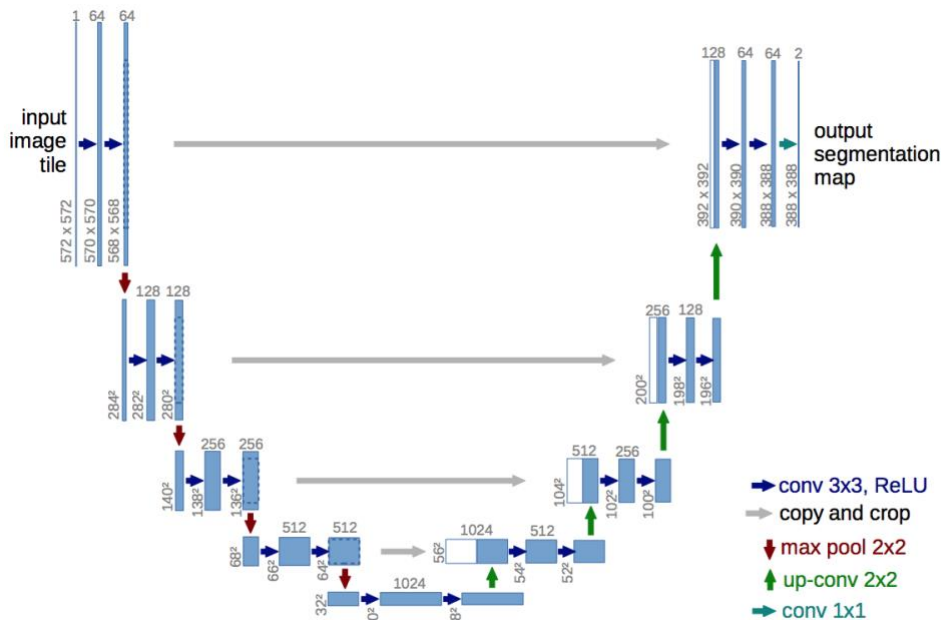 1 64 64
input
image
tile
572 x 572
570 x 570
568 x 568
128 64 64 2
output
segmentation
map
392 x 392
390 x 390
388 x 388
388 x 388
128 128
284²
282²
280²
256 128
200²
198²
196²
256 256
140²
138²
136²
512 256
104²
102²
100²
512 512
68²
66²
64²
1024 512
56²
54²
52²
1024
32²
0²
8²
conv 3x3, ReLU
copy and crop
max pool 2x2
up-conv 2x2
conv 1x1